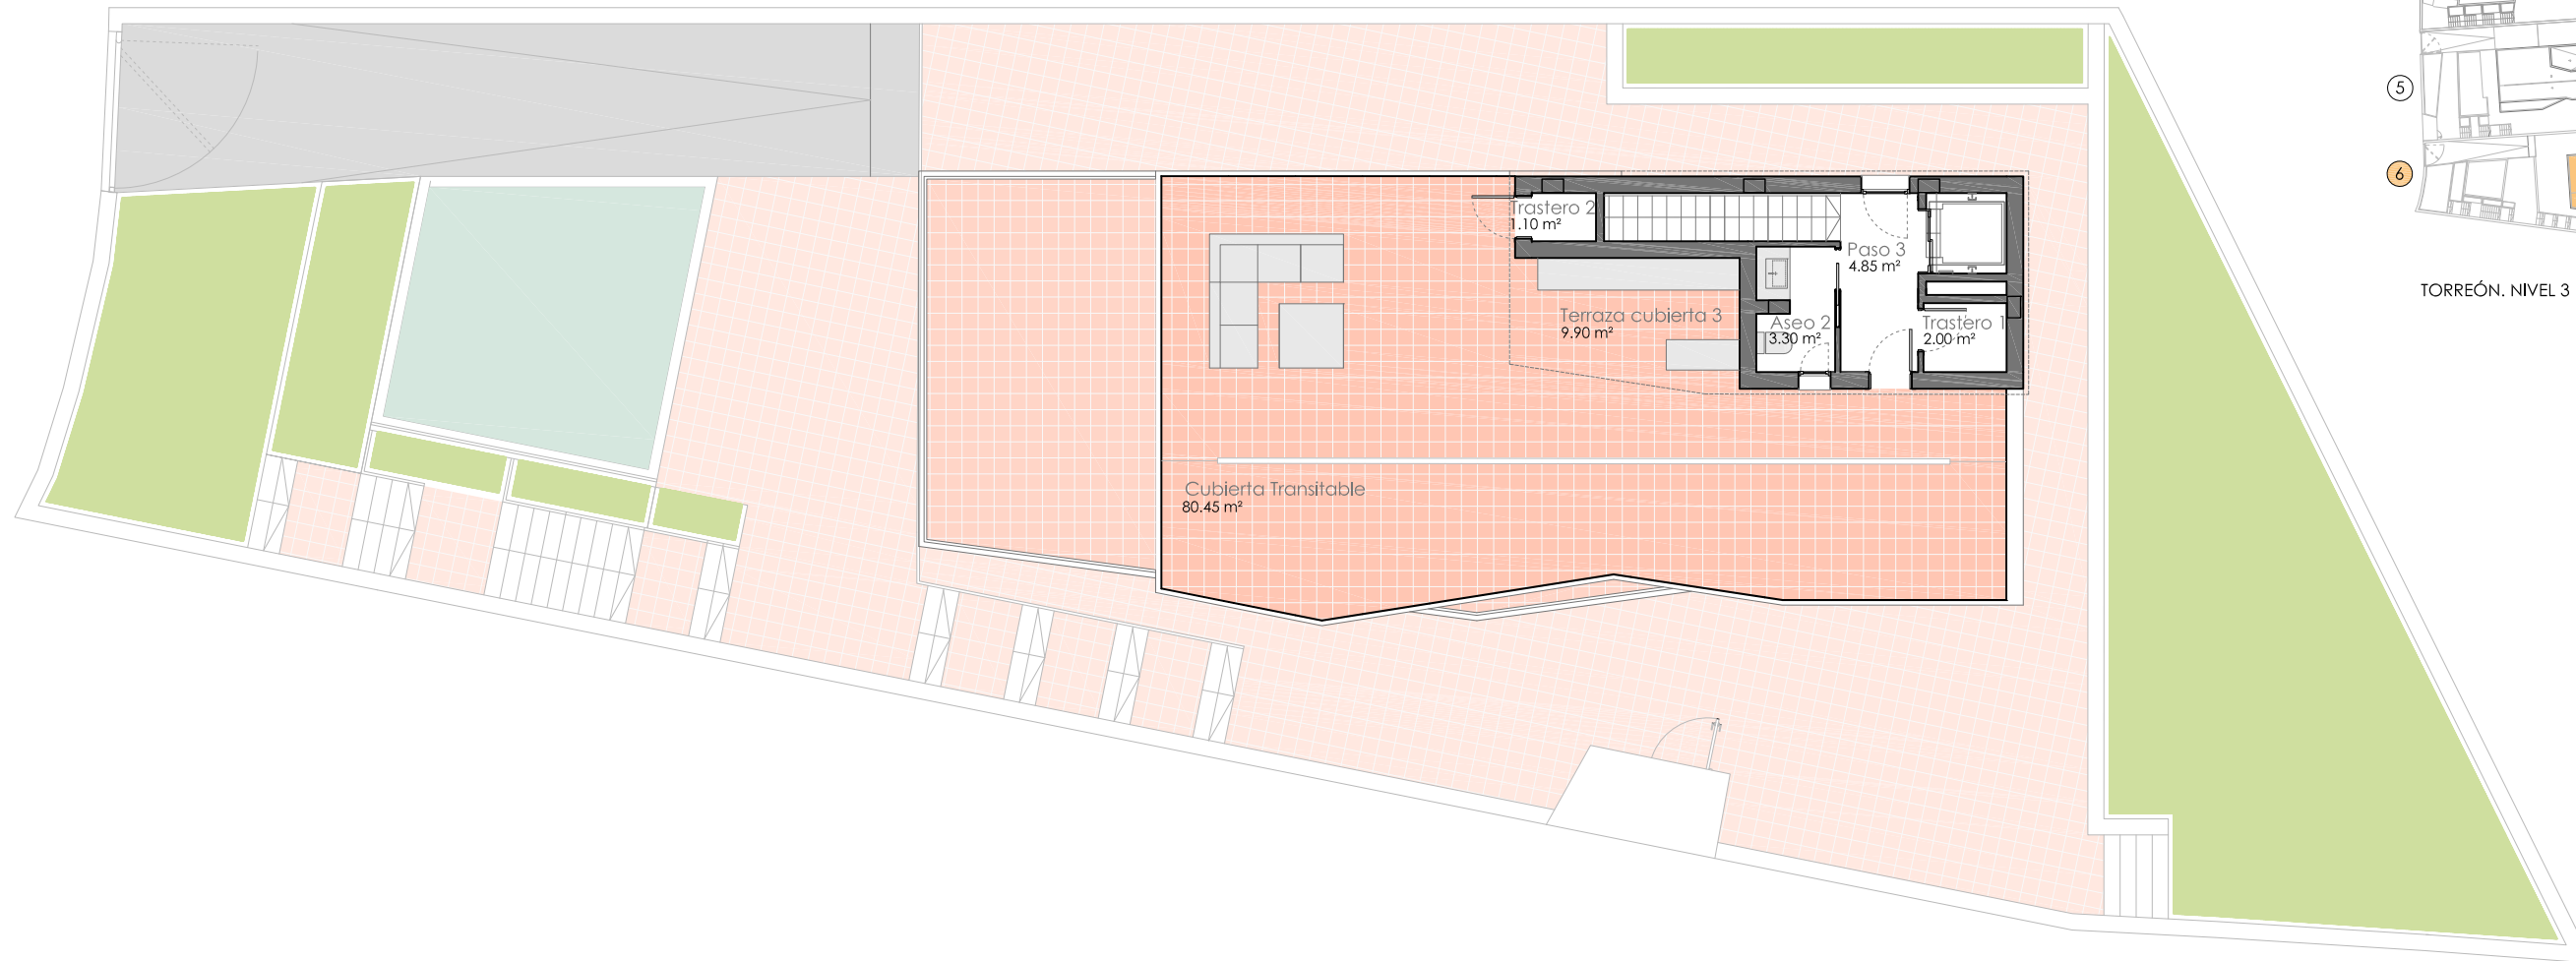 5
6
TORREÓN. NIVEL 3
Trastero 2
1.10 m²
Paso 3
4.85 m²
Terraza cubierta 3
9.90 m²
Aseo 2
3.30 m²
Trastero 1
2.00 m²
Cubierta Transitable
80.45 m²